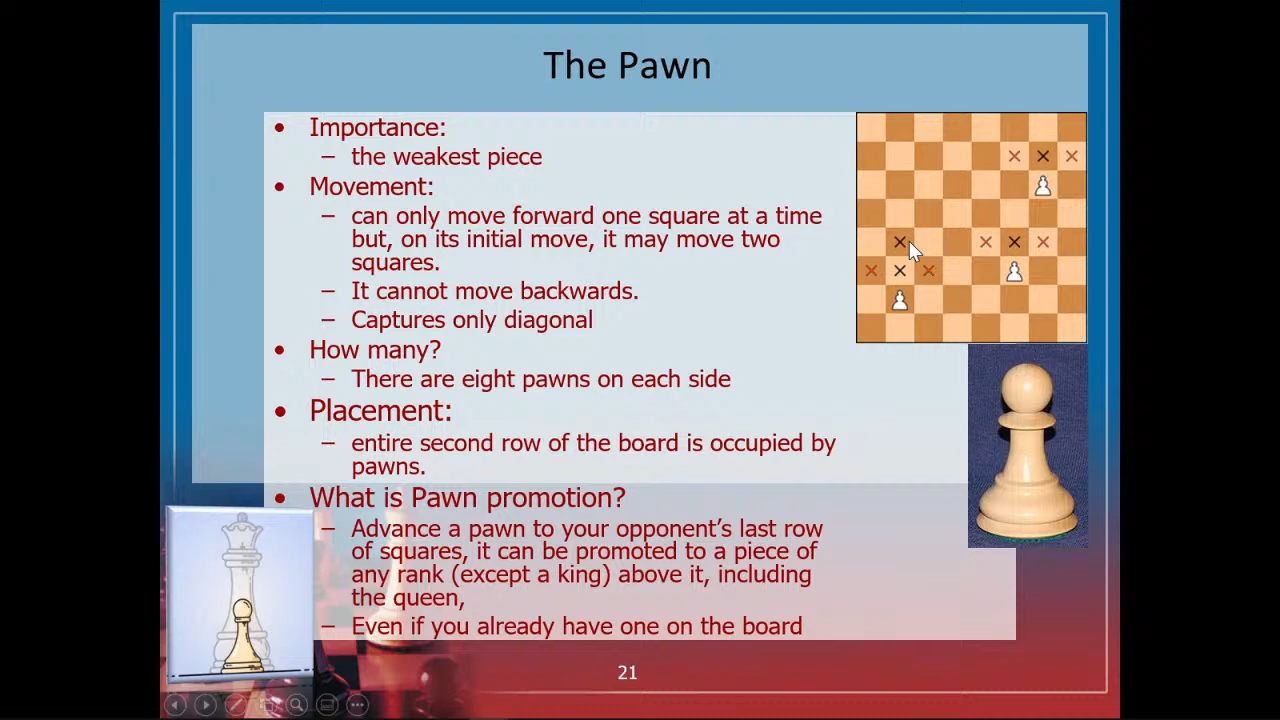 The Pawn
• Importance:
– the weakest piece
• Movement:
– can only move forward one square at a time
but, on its initial move, it may move two
squares.
– It cannot move backwards.
– Captures only diagonal
• How many?
– There are eight pawns on each side
• Placement:
– entire second row of the board is occupied by
pawns.
• What is Pawn promotion?
– Advance a pawn to your opponent’s last row
of squares, it can be promoted to a piece of
any rank (except a king) above it, including
the queen,
– Even if you already have one on the board
21